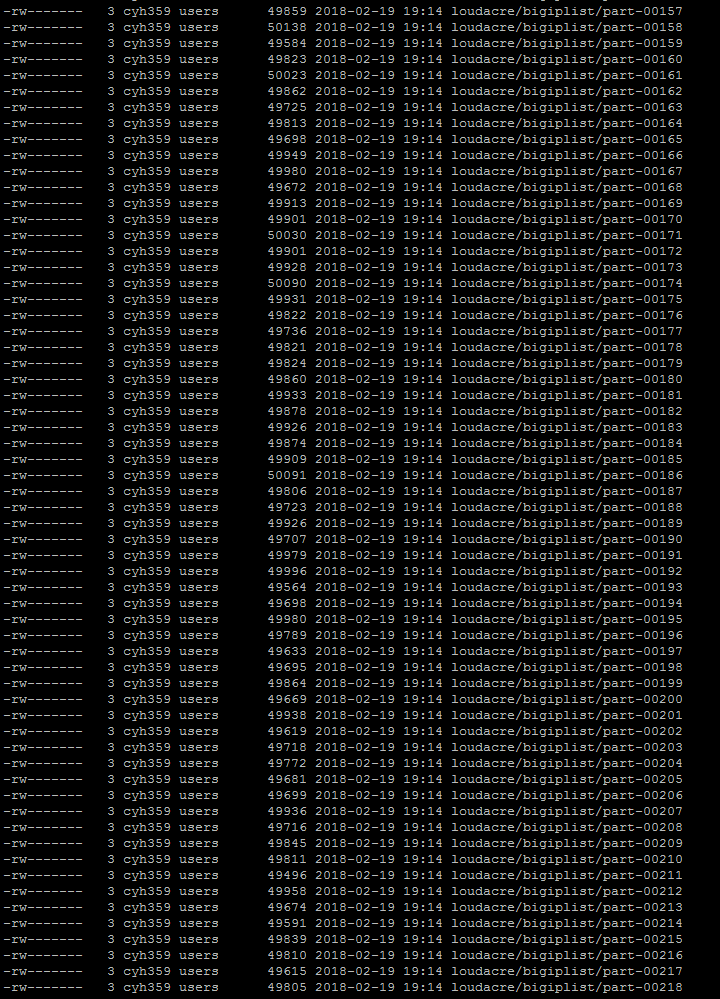 -rw-------   3 cyh359 users      49859 2018-02-19 19:14 loudacre/bigiplist/part-00157
-rw-------   3 cyh359 users      50138 2018-02-19 19:14 loudacre/bigiplist/part-00158
-rw-------   3 cyh359 users      49584 2018-02-19 19:14 loudacre/bigiplist/part-00159
-rw-------   3 cyh359 users      49823 2018-02-19 19:14 loudacre/bigiplist/part-00160
-rw-------   3 cyh359 users      50023 2018-02-19 19:14 loudacre/bigiplist/part-00161
-rw-------   3 cyh359 users      49862 2018-02-19 19:14 loudacre/bigiplist/part-00162
-rw-------   3 cyh359 users      49725 2018-02-19 19:14 loudacre/bigiplist/part-00163
-rw-------   3 cyh359 users      49813 2018-02-19 19:14 loudacre/bigiplist/part-00164
-rw-------   3 cyh359 users      49698 2018-02-19 19:14 loudacre/bigiplist/part-00165
-rw-------   3 cyh359 users      49949 2018-02-19 19:14 loudacre/bigiplist/part-00166
-rw-------   3 cyh359 users      49980 2018-02-19 19:14 loudacre/bigiplist/part-00167
-rw-------   3 cyh359 users      49672 2018-02-19 19:14 loudacre/bigiplist/part-00168
-rw-------   3 cyh359 users      49913 2018-02-19 19:14 loudacre/bigiplist/part-00169
-rw-------   3 cyh359 users      49901 2018-02-19 19:14 loudacre/bigiplist/part-00170
-rw-------   3 cyh359 users      50030 2018-02-19 19:14 loudacre/bigiplist/part-00171
-rw-------   3 cyh359 users      49901 2018-02-19 19:14 loudacre/bigiplist/part-00172
-rw-------   3 cyh359 users      49928 2018-02-19 19:14 loudacre/bigiplist/part-00173
-rw-------   3 cyh359 users      50090 2018-02-19 19:14 loudacre/bigiplist/part-00174
-rw-------   3 cyh359 users      49931 2018-02-19 19:14 loudacre/bigiplist/part-00175
-rw-------   3 cyh359 users      49822 2018-02-19 19:14 loudacre/bigiplist/part-00176
-rw-------   3 cyh359 users      49736 2018-02-19 19:14 loudacre/bigiplist/part-00177
-rw-------   3 cyh359 users      49821 2018-02-19 19:14 loudacre/bigiplist/part-00178
-rw-------   3 cyh359 users      49824 2018-02-19 19:14 loudacre/bigiplist/part-00179
-rw-------   3 cyh359 users      49860 2018-02-19 19:14 loudacre/bigiplist/part-00180
-rw-------   3 cyh359 users      49933 2018-02-19 19:14 loudacre/bigiplist/part-00181
-rw-------   3 cyh359 users      49878 2018-02-19 19:14 loudacre/bigiplist/part-00182
-rw-------   3 cyh359 users      49926 2018-02-19 19:14 loudacre/bigiplist/part-00183
-rw-------   3 cyh359 users      49874 2018-02-19 19:14 loudacre/bigiplist/part-00184
-rw-------   3 cyh359 users      49909 2018-02-19 19:14 loudacre/bigiplist/part-00185
-rw-------   3 cyh359 users      50091 2018-02-19 19:14 loudacre/bigiplist/part-00186
-rw-------   3 cyh359 users      49806 2018-02-19 19:14 loudacre/bigiplist/part-00187
-rw-------   3 cyh359 users      49723 2018-02-19 19:14 loudacre/bigiplist/part-00188
-rw-------   3 cyh359 users      49926 2018-02-19 19:14 loudacre/bigiplist/part-00189
-rw-------   3 cyh359 users      49707 2018-02-19 19:14 loudacre/bigiplist/part-00190
-rw-------   3 cyh359 users      49979 2018-02-19 19:14 loudacre/bigiplist/part-00191
-rw-------   3 cyh359 users      49996 2018-02-19 19:14 loudacre/bigiplist/part-00192
-rw-------   3 cyh359 users      49564 2018-02-19 19:14 loudacre/bigiplist/part-00193
-rw-------   3 cyh359 users      49698 2018-02-19 19:14 loudacre/bigiplist/part-00194
-rw-------   3 cyh359 users      49980 2018-02-19 19:14 loudacre/bigiplist/part-00195
-rw-------   3 cyh359 users      49789 2018-02-19 19:14 loudacre/bigiplist/part-00196
-rw-------   3 cyh359 users      49633 2018-02-19 19:14 loudacre/bigiplist/part-00197
-rw-------   3 cyh359 users      49695 2018-02-19 19:14 loudacre/bigiplist/part-00198
-rw-------   3 cyh359 users      49864 2018-02-19 19:14 loudacre/bigiplist/part-00199
-rw-------   3 cyh359 users      49669 2018-02-19 19:14 loudacre/bigiplist/part-00200
-rw-------   3 cyh359 users      49938 2018-02-19 19:14 loudacre/bigiplist/part-00201
-rw-------   3 cyh359 users      49619 2018-02-19 19:14 loudacre/bigiplist/part-00202
-rw-------   3 cyh359 users      49718 2018-02-19 19:14 loudacre/bigiplist/part-00203
-rw-------   3 cyh359 users      49772 2018-02-19 19:14 loudacre/bigiplist/part-00204
-rw-------   3 cyh359 users      49681 2018-02-19 19:14 loudacre/bigiplist/part-00205
-rw-------   3 cyh359 users      49699 2018-02-19 19:14 loudacre/bigiplist/part-00206
-rw-------   3 cyh359 users      49936 2018-02-19 19:14 loudacre/bigiplist/part-00207
-rw-------   3 cyh359 users      49716 2018-02-19 19:14 loudacre/bigiplist/part-00208
-rw-------   3 cyh359 users      49845 2018-02-19 19:14 loudacre/bigiplist/part-00209
-rw-------   3 cyh359 users      49811 2018-02-19 19:14 loudacre/bigiplist/part-00210
-rw-------   3 cyh359 users      49496 2018-02-19 19:14 loudacre/bigiplist/part-00211
-rw-------   3 cyh359 users      49958 2018-02-19 19:14 loudacre/bigiplist/part-00212
-rw-------   3 cyh359 users      49674 2018-02-19 19:14 loudacre/bigiplist/part-00213
-rw-------   3 cyh359 users      49591 2018-02-19 19:14 loudacre/bigiplist/part-00214
-rw-------   3 cyh359 users      49839 2018-02-19 19:14 loudacre/bigiplist/part-00215
-rw-------   3 cyh359 users      49810 2018-02-19 19:14 loudacre/bigiplist/part-00216
-rw-------   3 cyh359 users      49615 2018-02-19 19:14 loudacre/bigiplist/part-00217
-rw-------   3 cyh359 users      49805 2018-02-19 19:14 loudacre/bigiplist/part-00218